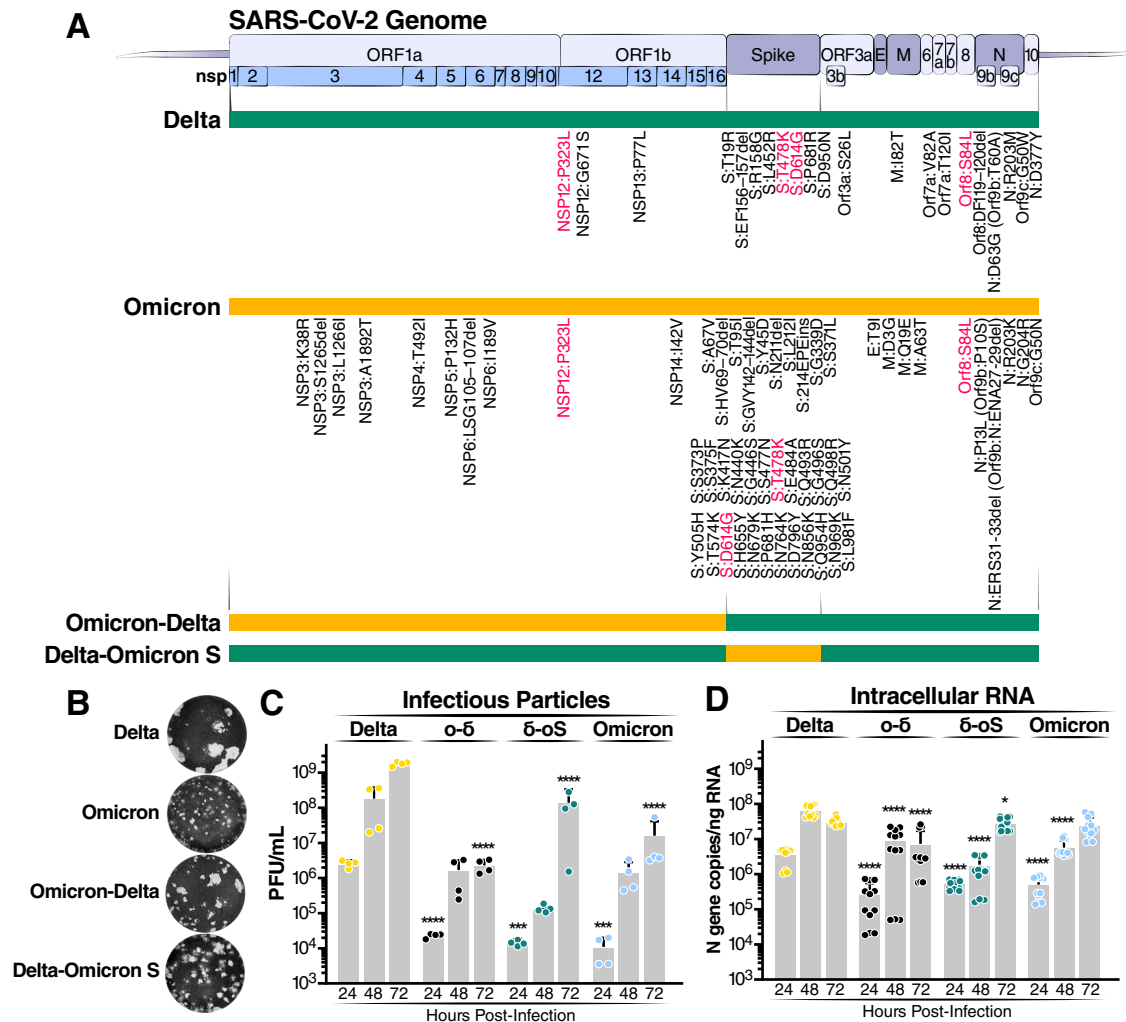 A
SARS-CoV-2 Genome
ORF1a ORF1b Spike ORF3a E M 6 7a 7b 8 N 10
nsp 1 2 3 4 5 6 7 8 9 10 12 13 14 15 16 3b 9b 9c
Delta
NSP12:P323L
NSP12:G671S
NSP13:P77L
S:T19R
S:EF156–157del
S:R158G
S:L452R
S:T478K
S:D614G
S:P681R
S:D950N
Orf3a:S26L
M:I82T
Orf7a:V82A
Orf7a:T120I
Orf8:S84L
Orf8:DF119–120del
N:D63G (Orf9b:T60A)
N:R203M
Orf9c:G50W
N:D377Y
Omicron
NSP3:K38R
NSP3:S1265del
NSP3:L1266I
NSP3:A1892T
NSP4:T492I
NSP5:P132H
NSP6:LSG105–107del
NSP6:I189V
NSP12:P323L
NSP14:I42V
S:A67V
S:HV69–70del
S:T95I
S:GVY142–144del
S:Y45D
S:N211del
S:L212I
S:214EPEins
S:G339D
S:S371L
E:T9I
M:D3G
M:Q19E
M:A63T
Orf8:S84L
N:P13L (Orf9b:P10S)
N:ERS31-33del (Orf9b:N:ENA27-29del)
N:R203K
N:G204R
Orf9c:G50N
S:Y505H S:S373P
S:T574K S:S375F
S:D614G S:K417N
S:H655Y S:N440K
S:N679K S:G446S
S:P681H S:S477N
S:N764K S:T478K
S:D796Y S:E484A
S:N856K S:Q493R
S:Q954H S:G496S
S:N969K S:Q498R
S:L981F S:N501Y
Omicron-Delta
Delta-Omicron S
B
Delta
Omicron
Omicron-Delta
Delta-Omicron S
C
Infectious Particles
Delta o-δ δ-oS Omicron
PFU/mL
10⁹
10⁸
10⁷
10⁶
10⁵
10⁴
10³
**** **** *** **** *** ****
24 48 72 24 48 72 24 48 72 24 48 72
Hours Post-Infection
D
Intracellular RNA
Delta o-δ δ-oS Omicron
N gene copies/ng RNA
10⁹
10⁸
10⁷
10⁶
10⁵
10⁴
10³
**** **** **** **** **** * **** ****
24 48 72 24 48 72 24 48 72 24 48 72
Hours Post-Infection